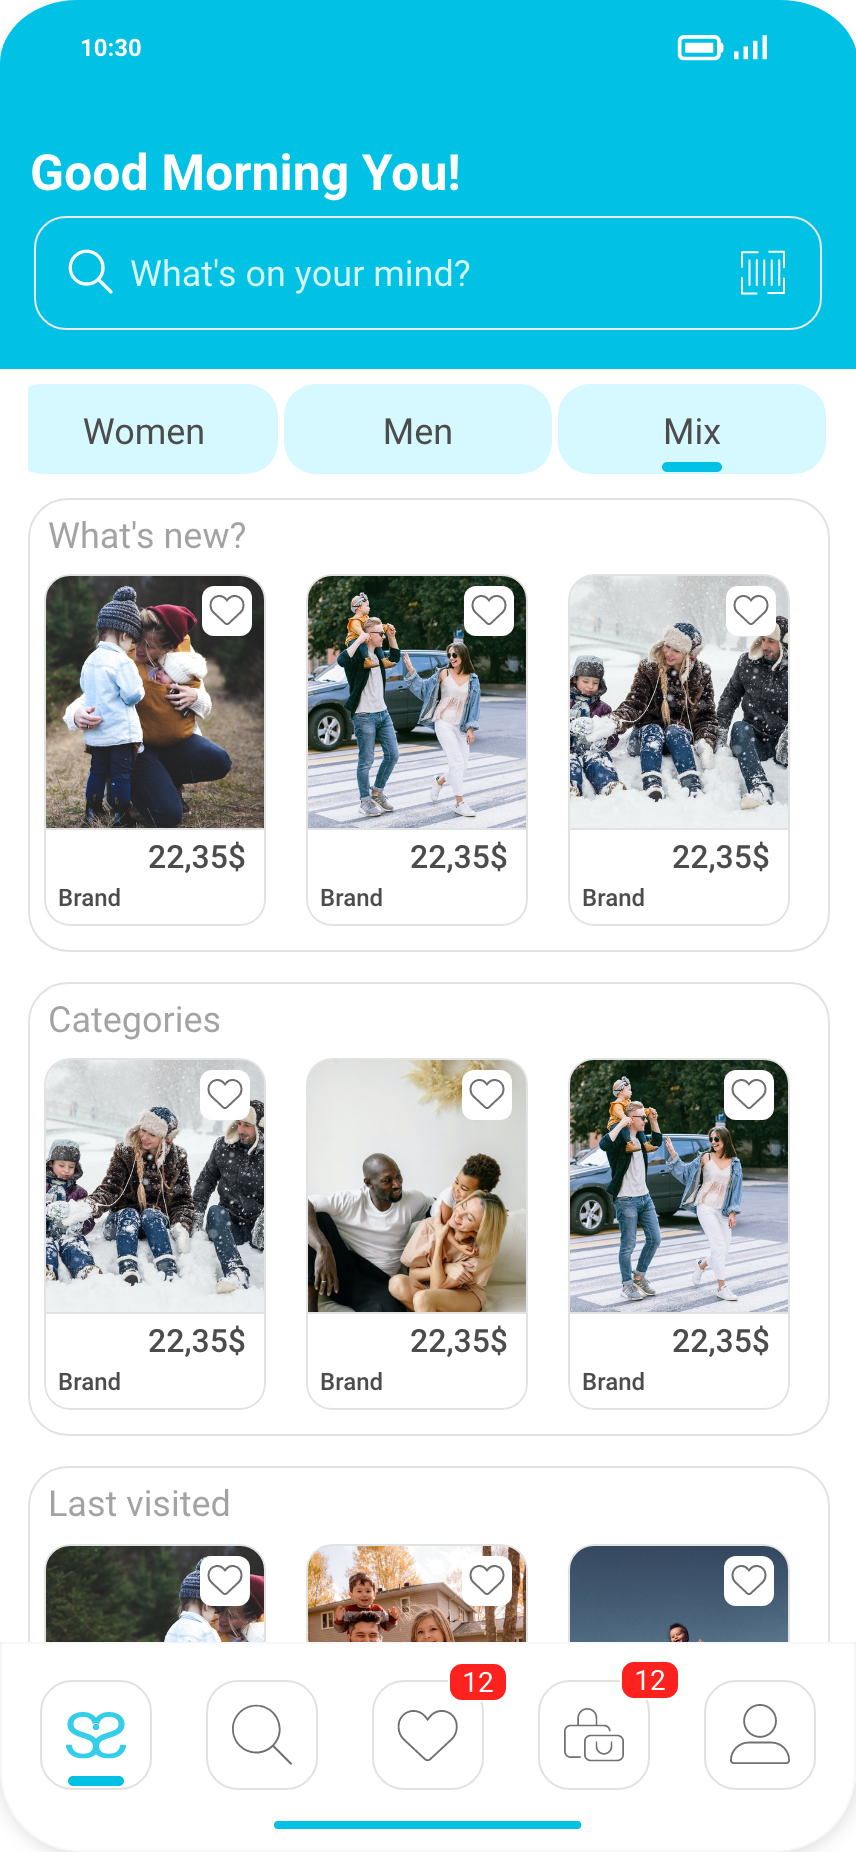 10:30
Good Morning You!
What's on your mind?
Women Men Mix
What's new?
22,35$ 22,35$ 22,35$
Brand Brand Brand
Categories
22,35$ 22,35$ 22,35$
Brand Brand Brand
Last visited
12 12